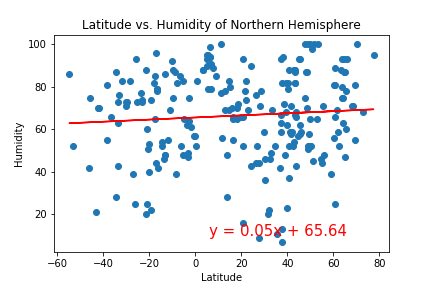 Latitude vs. Humidity of Northern Hemisphere
100
80
60
40
20
Humidity
y = 0.05x + 65.64
−60 −40 −20 0 20 40 60 80
Latitude